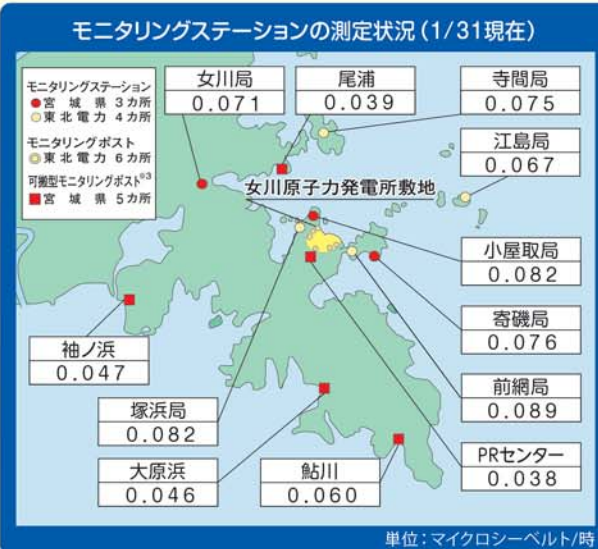 モニタリングステーションの測定状況(1/31現在)
モニタリングステーション
宮城県 3カ所
東北電力 4カ所
モニタリングポスト
東北電力 6カ所
可搬型モニタリングポスト※3
宮城県 5カ所
女川局
0.071
尾浦
0.039
寺間局
0.075
江島局
0.067
女川原子力発電所敷地
小屋取局
0.082
寄磯局
0.076
前網局
0.089
PRセンター
0.038
袖ノ浜
0.047
塚浜局
0.082
大原浜
0.046
鮎川
0.060
単位:マイクロシーベルト/時